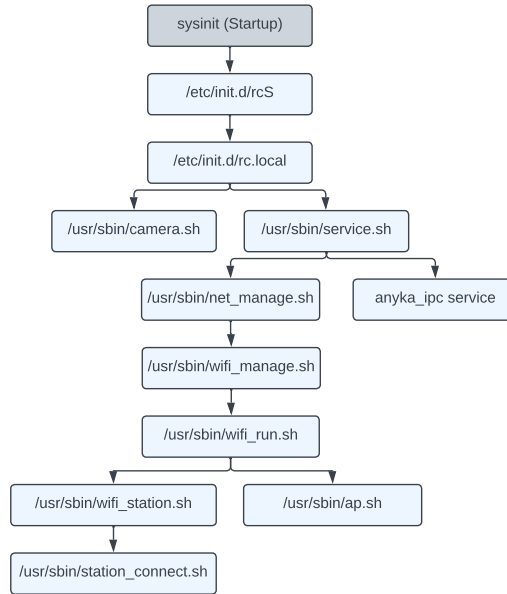 sysinit (Startup)
/etc/init.d/rcS
/etc/init.d/rc.local
/usr/sbin/camera.sh
/usr/sbin/service.sh
/usr/sbin/net_manage.sh
anyka_ipc service
/usr/sbin/wifi_manage.sh
/usr/sbin/wifi_run.sh
/usr/sbin/wifi_station.sh
/usr/sbin/ap.sh
/usr/sbin/station_connect.sh